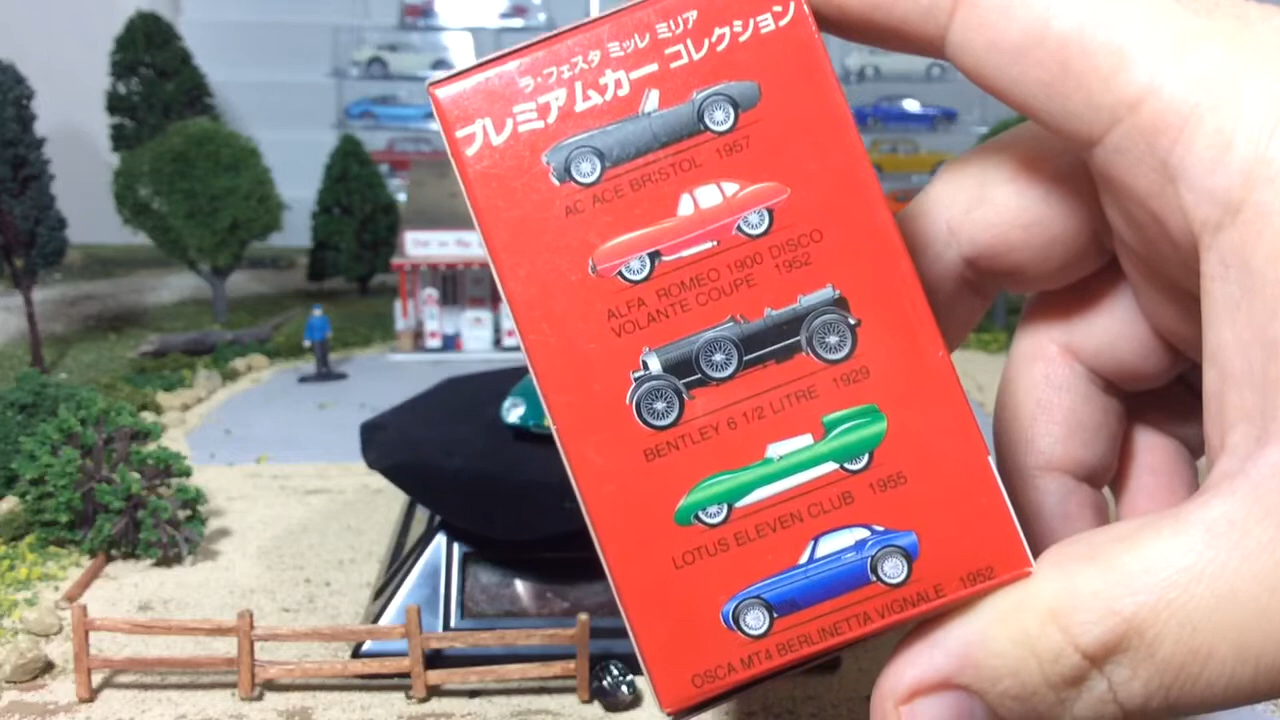 ラ・フェスタ ミッレ ミリア
プレミアムカー コレクション
AC ACE BRISTOL 1957
ALFA ROMEO 1900 DISCO
VOLANTE COUPE 1952
BENTLEY 6 1/2 LITRE 1929
LOTUS ELEVEN CLUB 1955
OSCA MT4 BERLINETTA VIGNALE 1952